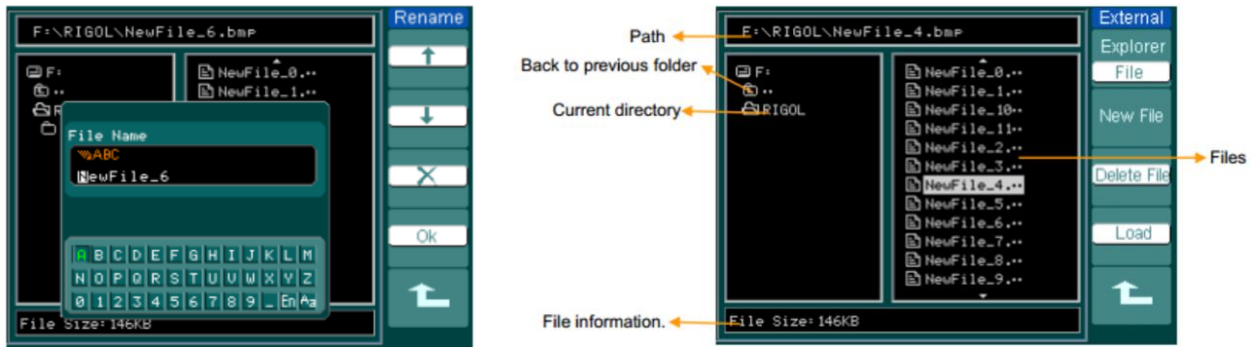 Rename
F:\RIGOL\NewFile_6.bmp
F:
NewFile_0.••
••
NewFile_1.••
File Name
ABC
NewFile_6
Ok
A B C D E F G H I J K L M
N O P Q R S T U V W X Y Z
0 1 2 3 4 5 6 7 8 9 _ En Aa
File Size:146KB
Path
Back to previous folder
Current directory
File information.
External
F:\RIGOL\NewFile_4.bmp
Explorer
File
F:
••
RIGOL
NewFile_0.••
NewFile_1.••
NewFile_10••
NewFile_11••
NewFile_2.••
NewFile_3.••
NewFile_4.••
NewFile_5.••
NewFile_6.••
NewFile_7.••
NewFile_8.••
NewFile_9.••
New File
Delete File
Load
File Size:146KB
Files